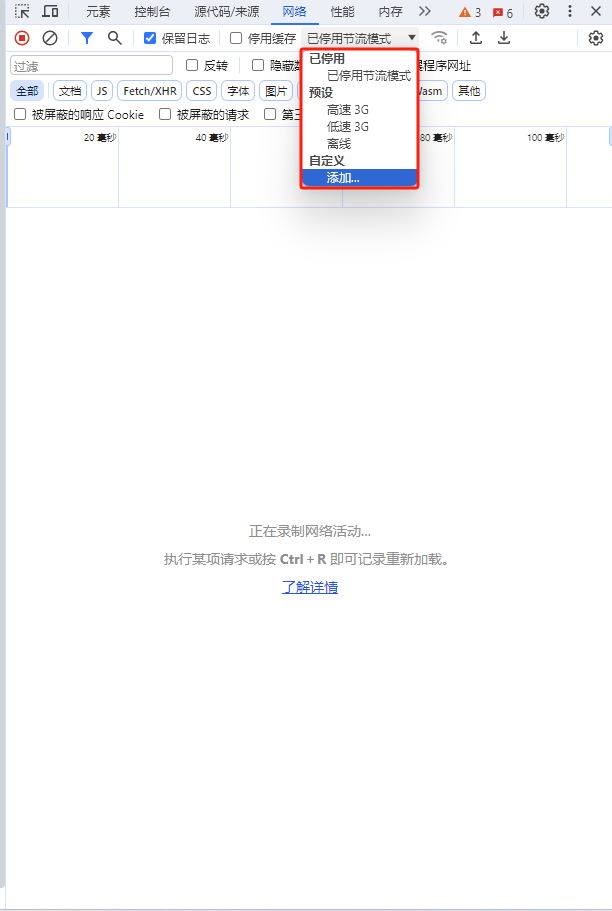 元素 控制台 源代码/来源 网络 性能 内存 3 6
保留日志 停用缓存 已停用节流模式
过滤 反转 隐藏 程序网址
全部 文档 JS Fetch/XHR CSS 字体 图片 其他
被屏蔽的响应 Cookie 被屏蔽的请求
20 毫秒 40 毫秒 80 毫秒 100 毫秒
已停用
已停用节流模式
预设
高速 3G
低速 3G
离线
自定义
添加...
正在录制网络活动...
执行某项请求或按 Ctrl + R 即可记录重新加载。
了解详情